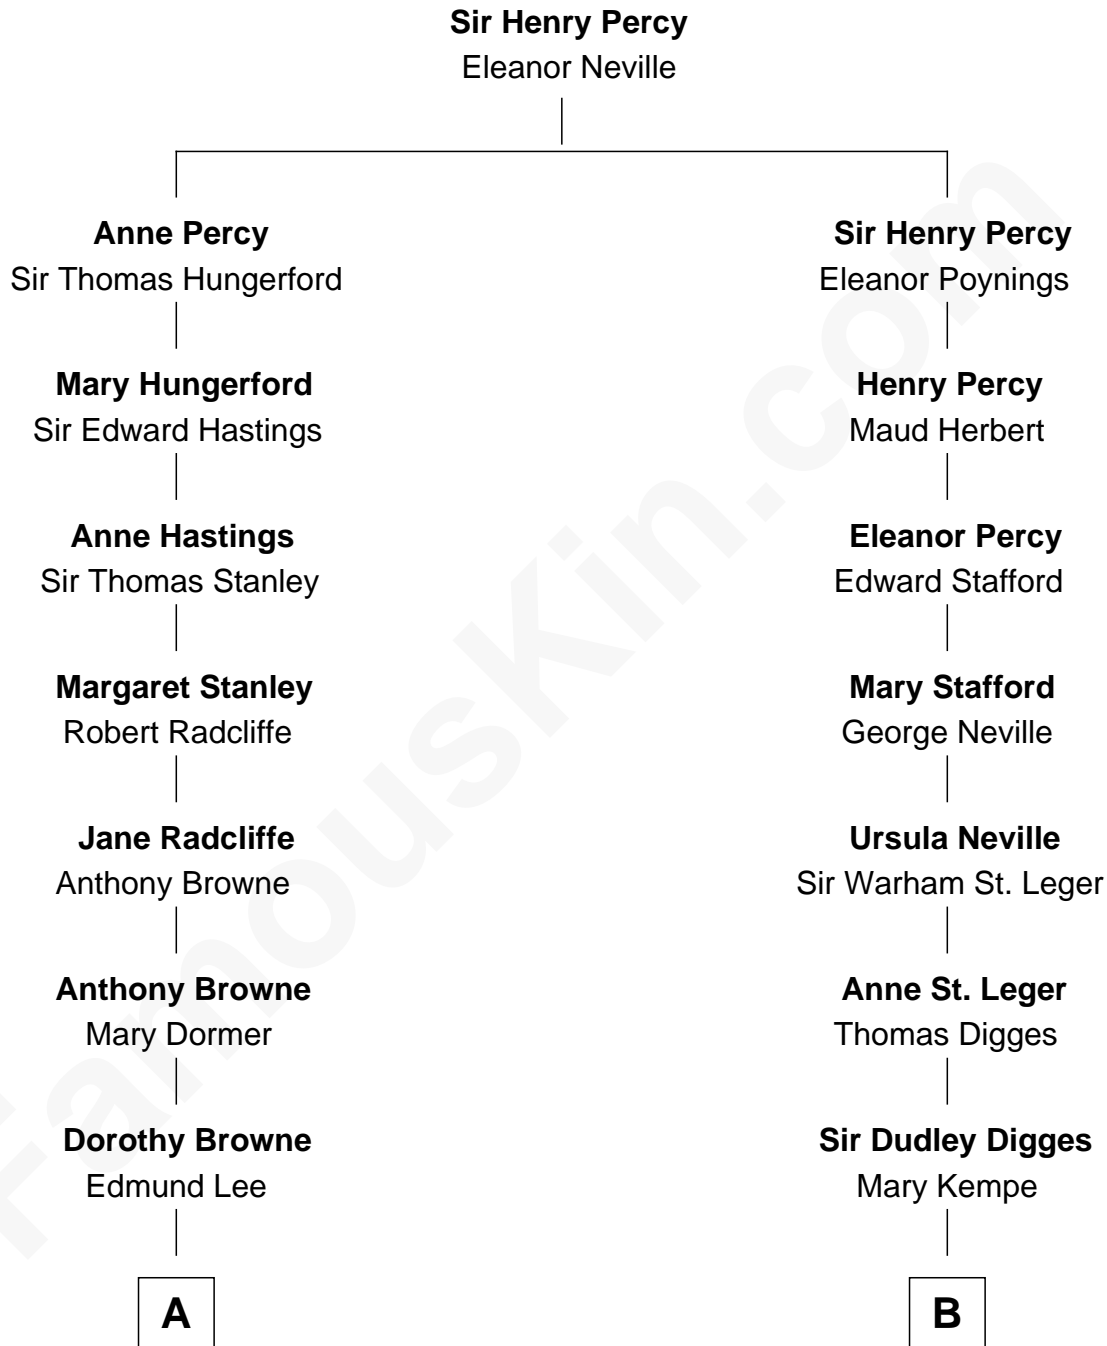 Sir Henry Percy
Eleanor Neville
Anne Percy
Sir Thomas Hungerford
Sir Henry Percy
Eleanor Poynings
Mary Hungerford
Sir Edward Hastings
Henry Percy
Maud Herbert
Anne Hastings
Sir Thomas Stanley
Eleanor Percy
Edward Stafford
Margaret Stanley
Robert Radcliffe
Mary Stafford
George Neville
Jane Radcliffe
Anthony Browne
Ursula Neville
Sir Warham St. Leger
Anthony Browne
Mary Dormer
Anne St. Leger
Thomas Digges
Dorothy Browne
Edmund Lee
Sir Dudley Digges
Mary Kempe
A
B
FamousKin.com